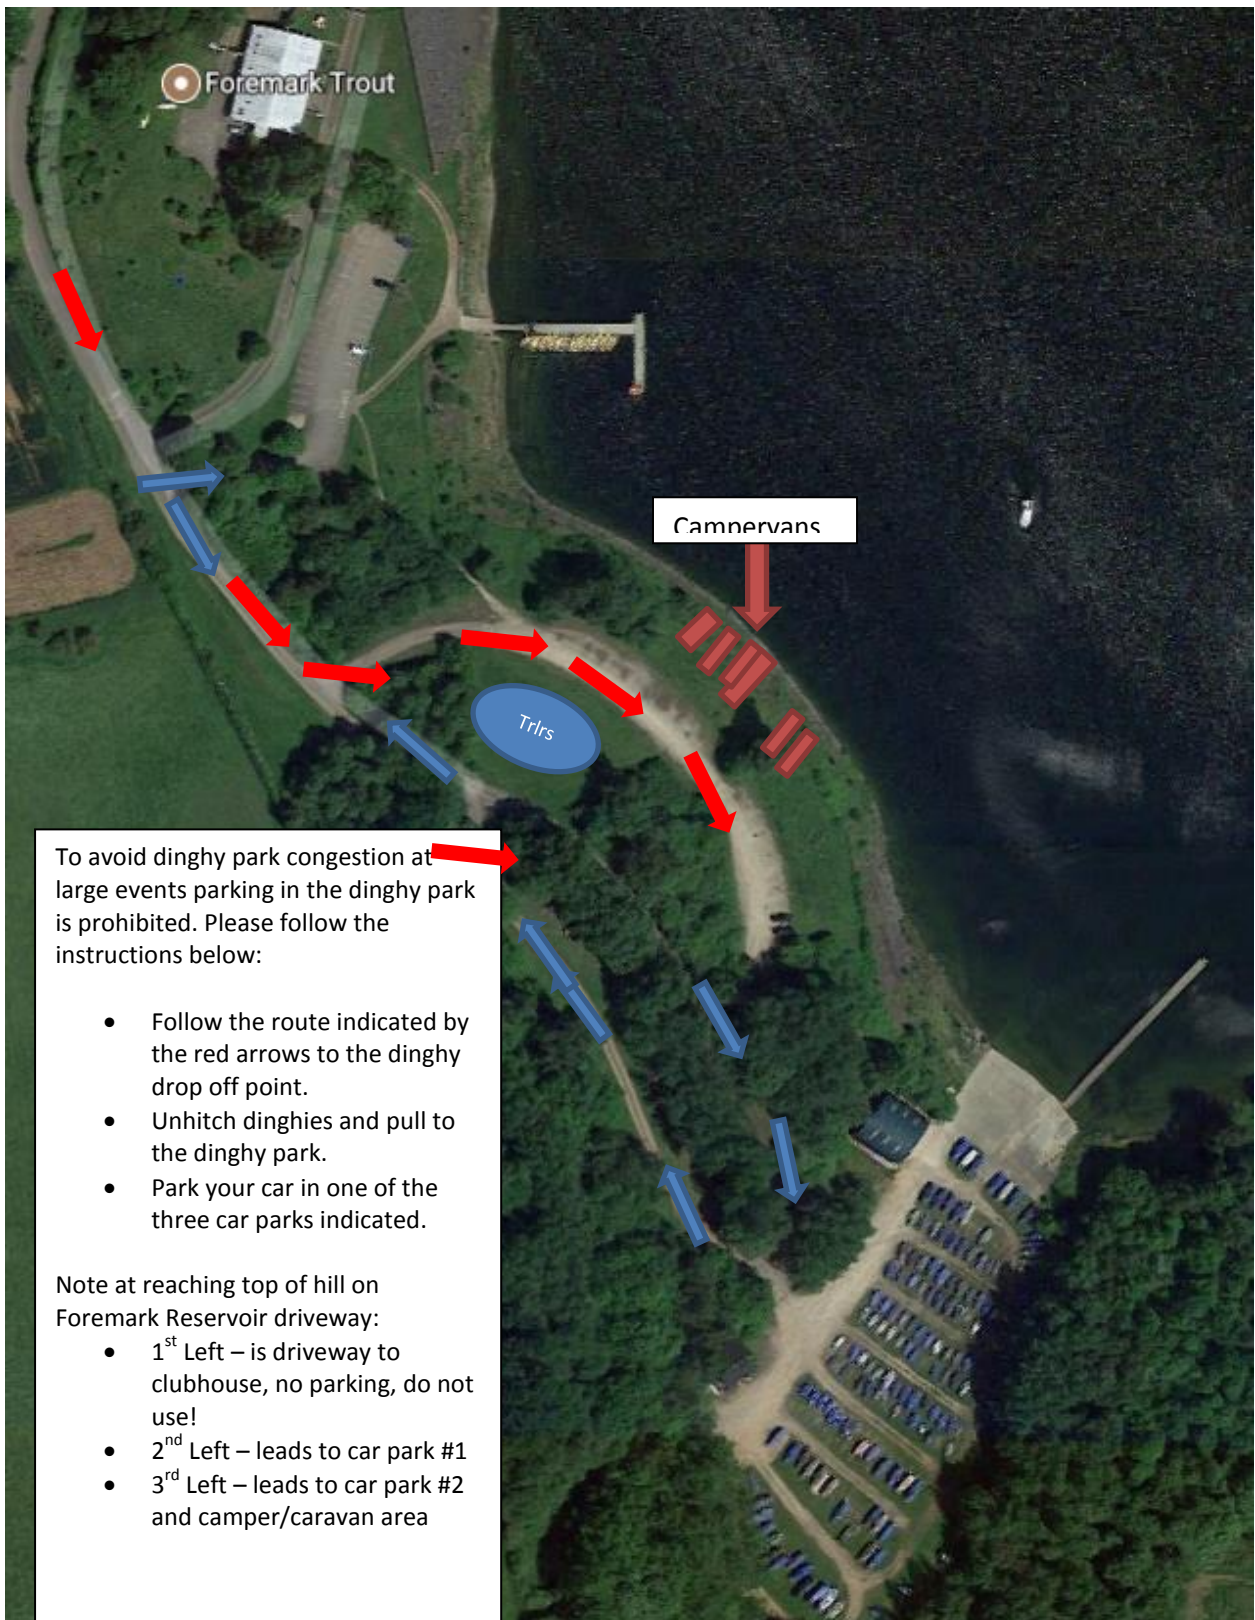 Foremark Trout
Campervans
Trlrs
To avoid dinghy park congestion at
large events parking in the dinghy park
is prohibited. Please follow the
instructions below:
• Follow the route indicated by
the red arrows to the dinghy
drop off point.
• Unhitch dinghies and pull to
the dinghy park.
• Park your car in one of the
three car parks indicated.
Note at reaching top of hill on
Foremark Reservoir driveway:
• 1st Left – is driveway to
clubhouse, no parking, do not
use!
• 2nd Left – leads to car park #1
• 3rd Left – leads to car park #2
and camper/caravan area